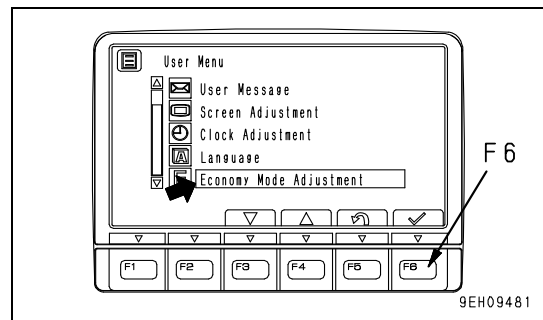 User Menu
User Message
Screen Adjustment
Clock Adjustment
A Language
Economy Mode Adjustment
F6
F1 F2 F3 F4 F5 F6
9EH09481